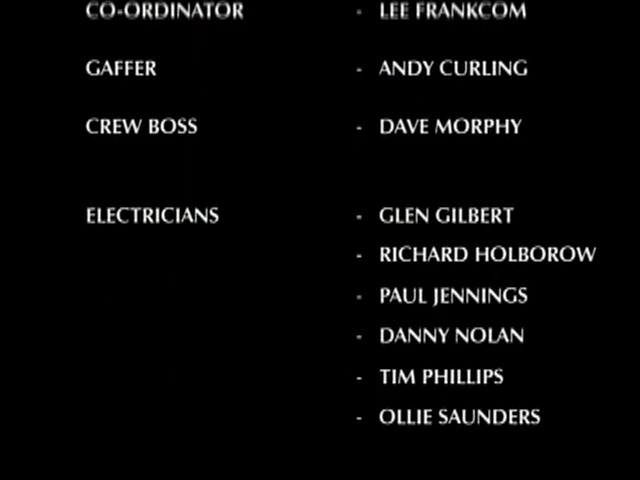 CO-ORDINATOR - LEE FRANKCOM
GAFFER - ANDY CURLING
CREW BOSS - DAVE MORPHY
ELECTRICIANS - GLEN GILBERT
- RICHARD HOLBOROW
- PAUL JENNINGS
- DANNY NOLAN
- TIM PHILLIPS
- OLLIE SAUNDERS